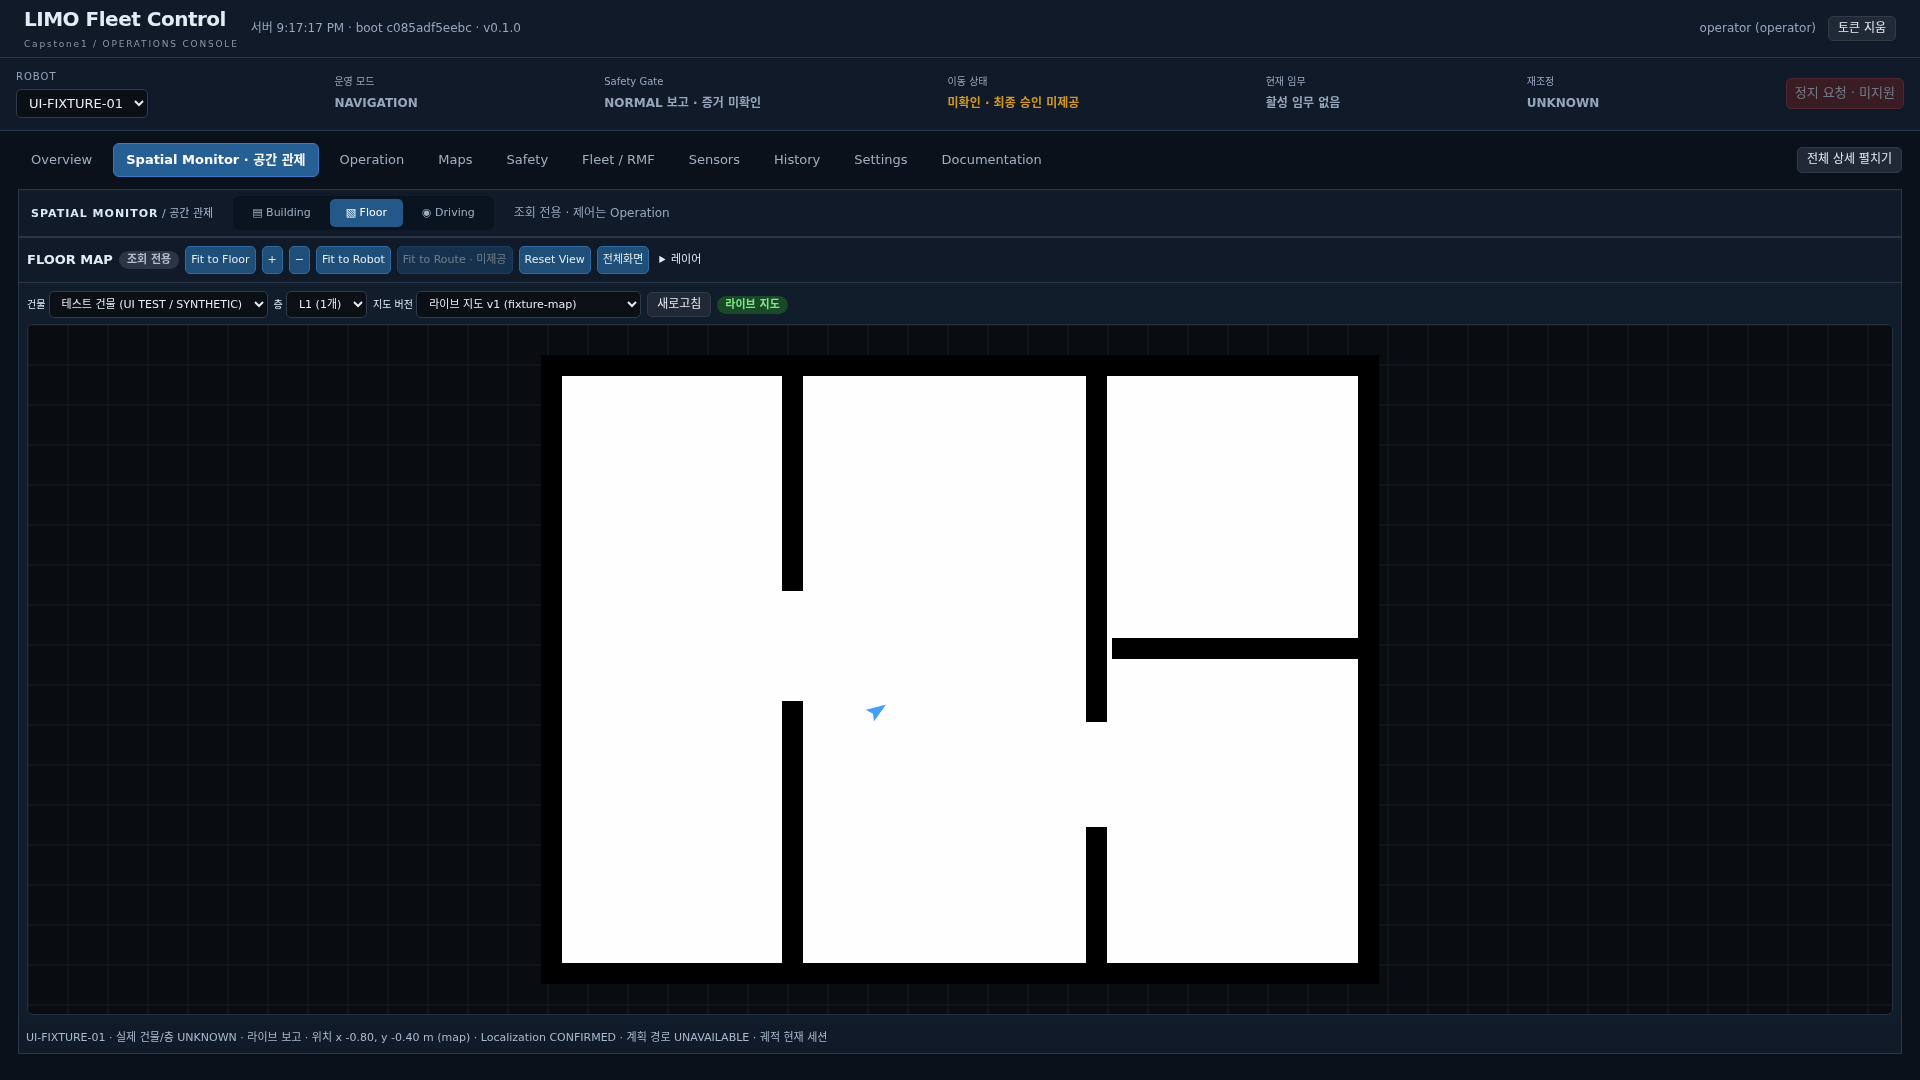 LIMO Fleet Control
Capstone1 / OPERATIONS CONSOLE
서버 9:17:17 PM · boot c085adf5eebc · v0.1.0
operator (operator)
토큰 지움
ROBOT
UI-FIXTURE-01
운영 모드
NAVIGATION
Safety Gate
NORMAL 보고 · 증거 미확인
이동 상태
미확인 · 최종 승인 미제공
현재 임무
활성 임무 없음
재조정
UNKNOWN
정지 요청 · 미지원
Overview
Spatial Monitor · 공간 관제
Operation
Maps
Safety
Fleet / RMF
Sensors
History
Settings
Documentation
전체 상세 펼치기
SPATIAL MONITOR / 공간 관제
▤ Building
▧ Floor
◉ Driving
조회 전용 · 제어는 Operation
FLOOR MAP
조회 전용
Fit to Floor
+
−
Fit to Robot
Fit to Route · 미제공
Reset View
전체화면
▶ 레이어
건물
테스트 건물 (UI TEST / SYNTHETIC)
층
L1 (1개)
지도 버전
라이브 지도 v1 (fixture-map)
새로고침
라이브 지도
UI-FIXTURE-01 · 실제 건물/층 UNKNOWN · 라이브 보고 · 위치 x -0.80, y -0.40 m (map) · Localization CONFIRMED · 계획 경로 UNAVAILABLE · 궤적 현재 세션